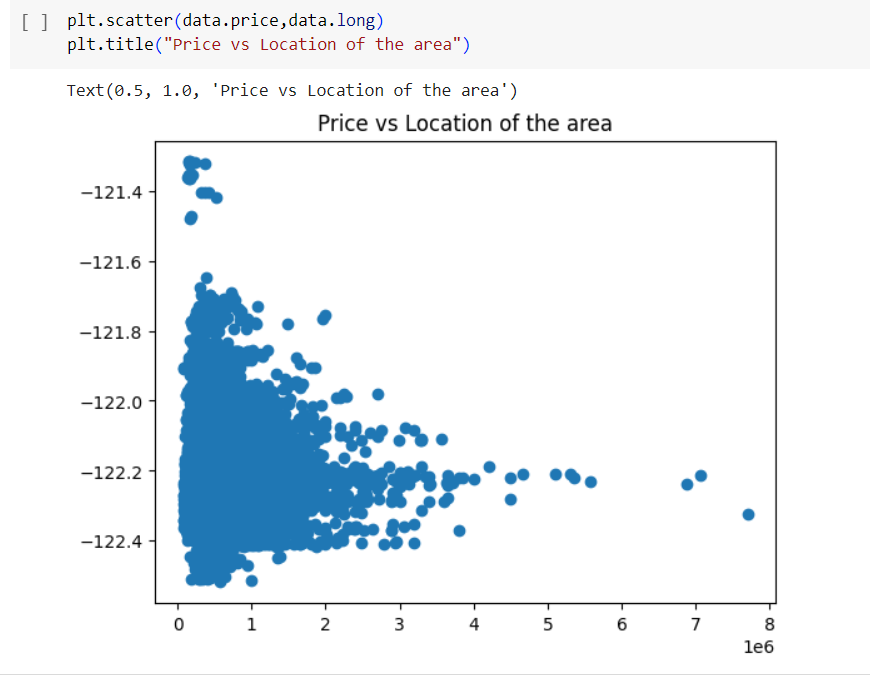 [ ] plt.scatter(data.price,data.long)
plt.title("Price vs Location of the area")
Text(0.5, 1.0, 'Price vs Location of the area')
Price vs Location of the area
−121.4
−121.6
−121.8
−122.0
−122.2
−122.4
0 1 2 3 4 5 6 7 8
1e6